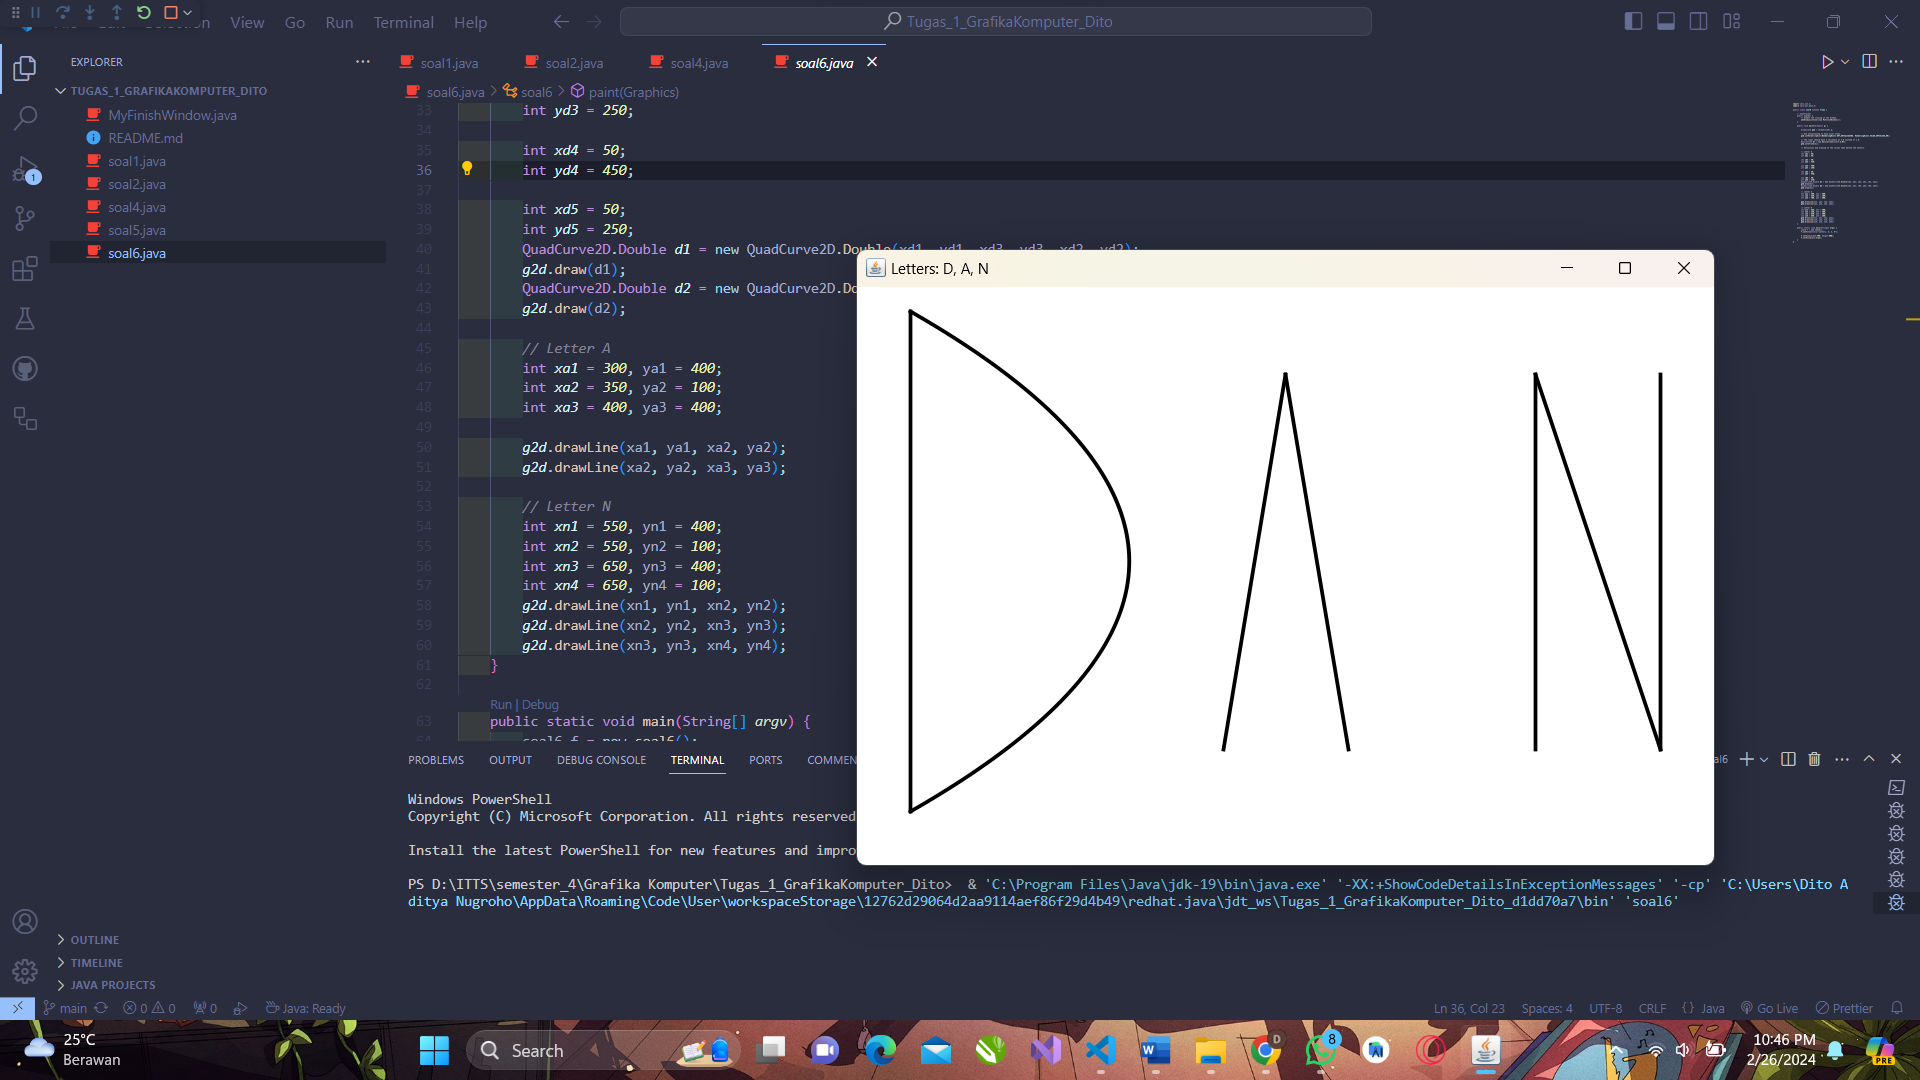 View Go Run Terminal Help
Tugas_1_GrafikaKomputer_Dito
EXPLORER
TUGAS_1_GRAFIKAKOMPUTER_DITO
MyFinishWindow.java
README.md
soal1.java
soal2.java
soal4.java
soal5.java
soal6.java
1
soal1.java soal2.java soal4.java soal6.java
soal6.java > soal6 > paint(Graphics)
33 int yd3 = 250;
34
35 int xd4 = 50;
36 int yd4 = 450;
37
38 int xd5 = 50;
39 int yd5 = 250;
40 QuadCurve2D.Double d1 = new QuadCurve2D.Double(xd1, yd1, xd3, yd3, xd2, yd2);
41 g2d.draw(d1);
42 QuadCurve2D.Double d2 = new QuadCurve2D.Do
43 g2d.draw(d2);
44
45 // Letter A
46 int xa1 = 300, ya1 = 400;
47 int xa2 = 350, ya2 = 100;
48 int xa3 = 400, ya3 = 400;
49
50 g2d.drawLine(xa1, ya1, xa2, ya2);
51 g2d.drawLine(xa2, ya2, xa3, ya3);
52
53 // Letter N
54 int xn1 = 550, yn1 = 400;
55 int xn2 = 550, yn2 = 100;
56 int xn3 = 650, yn3 = 400;
57 int xn4 = 650, yn4 = 100;
58 g2d.drawLine(xn1, yn1, xn2, yn2);
59 g2d.drawLine(xn2, yn2, xn3, yn3);
60 g2d.drawLine(xn3, yn3, xn4, yn4);
61 }
62
Run | Debug
63 public static void main(String[] argv) {
64 soal6 f = new soal6();
Letters: D, A, N
D A N
PROBLEMS OUTPUT DEBUG CONSOLE TERMINAL PORTS COMMEN
Windows PowerShell
Copyright (C) Microsoft Corporation. All rights reserved
Install the latest PowerShell for new features and impro
PS D:\ITTS\semester_4\Grafika Komputer\Tugas_1_GrafikaKomputer_Dito> & 'C:\Program Files\Java\jdk-19\bin\java.exe' '-XX:+ShowCodeDetailsInExceptionMessages' '-cp' 'C:\Users\Dito A
ditya Nugroho\AppData\Roaming\Code\User\workspaceStorage\12762d29064d2aa9114aef86f29d4b49\redhat.java\jdt_ws\Tugas_1_GrafikaKomputer_Dito_d1dd70a7\bin' 'soal6'
OUTLINE
TIMELINE
JAVA PROJECTS
main 0 0 0 Java: Ready
Ln 36, Col 23 Spaces: 4 UTF-8 CRLF {} Java Go Live Prettier
25°C
Berawan
Search
8
10:46 PM
2/26/2024
PRE